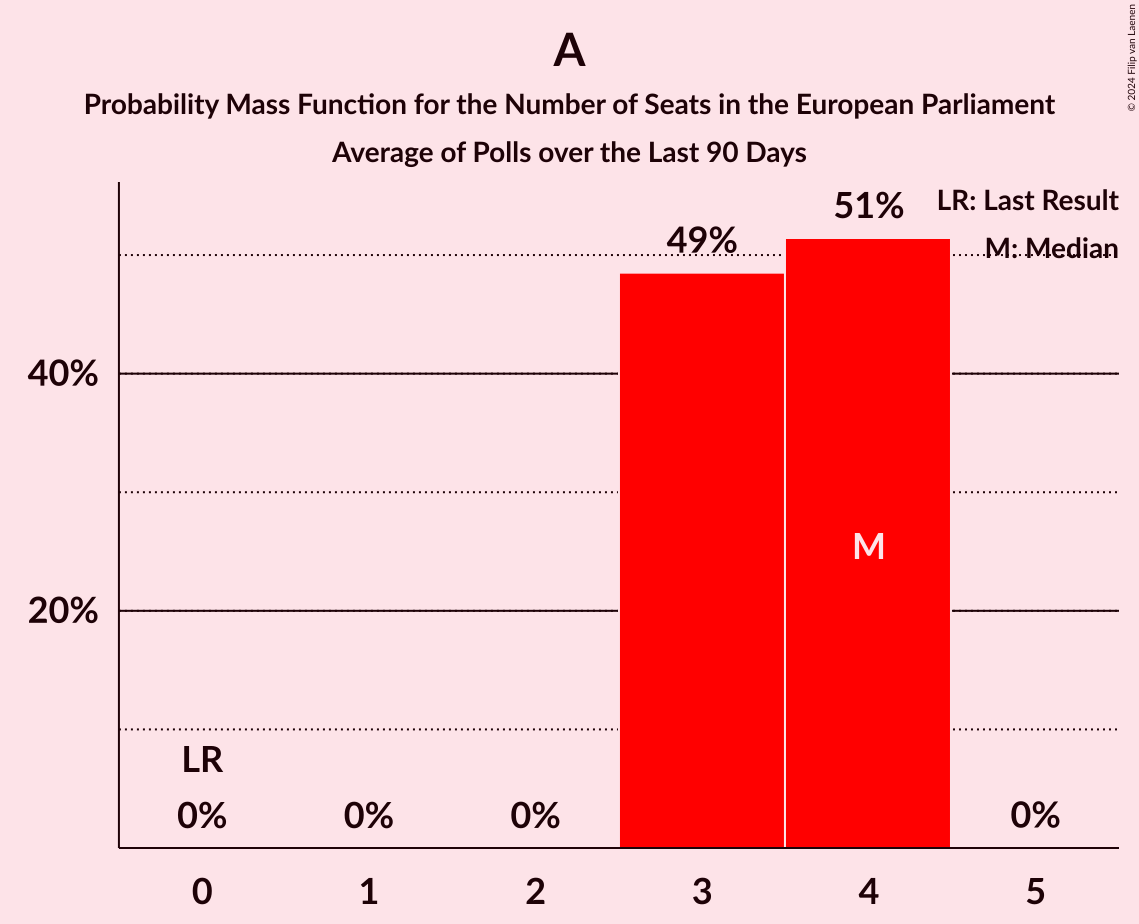 A
Probability Mass Function for the Number of Seats in the European Parliament
Average of Polls over the Last 90 Days
© 2024 Filip van Laenen
LR: Last Result
M: Median
51%
49%
40%
20%
M
LR
0%
0%
0%
0%
0
1
2
3
4
5